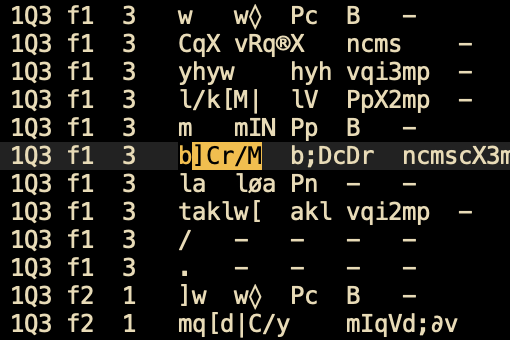 1Q3 f1 3 w w◊ Pc B –
1Q3 f1 3 CqX vRq®X ncms –
1Q3 f1 3 yhyw hyh vqi3mp –
1Q3 f1 3 l/k[M| lV PpX2mp –
1Q3 f1 3 m mIN Pp B –
1Q3 f1 3 b]Cr/M b;DcDr ncmscX3m
1Q3 f1 3 la løa Pn – –
1Q3 f1 3 taklw[ akl vqi2mp –
1Q3 f1 3 / – – – –
1Q3 f1 3 . – – – –
1Q3 f2 1 ]w w◊ Pc B –
1Q3 f2 1 mq[d|C/y mIqVd;∂v